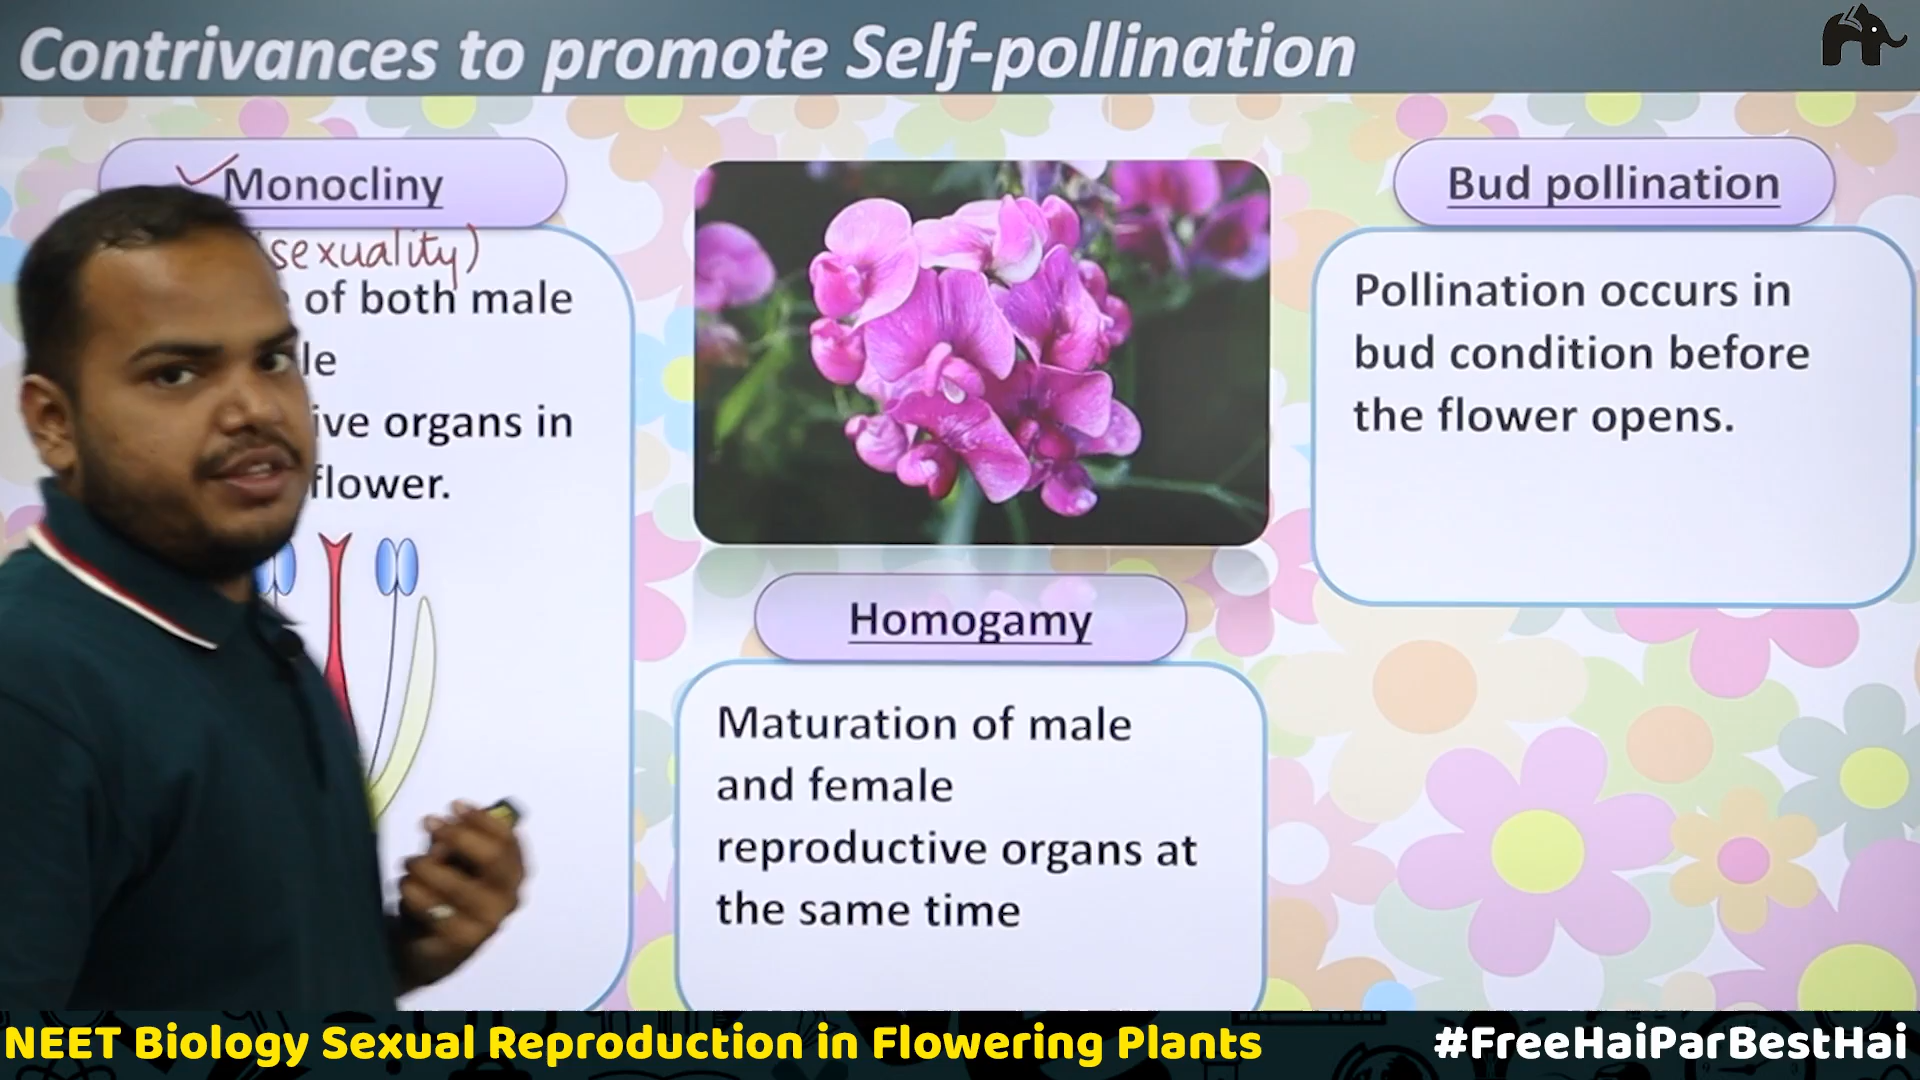 Contrivances to promote Self-pollination
Monocliny
sexuality)
of both male
le
ive organs in
flower.
Homogamy
Maturation of male
and female
reproductive organs at
the same time
Bud pollination
Pollination occurs in
bud condition before
the flower opens.
NEET Biology Sexual Reproduction in Flowering Plants
#FreeHaiParBestHai